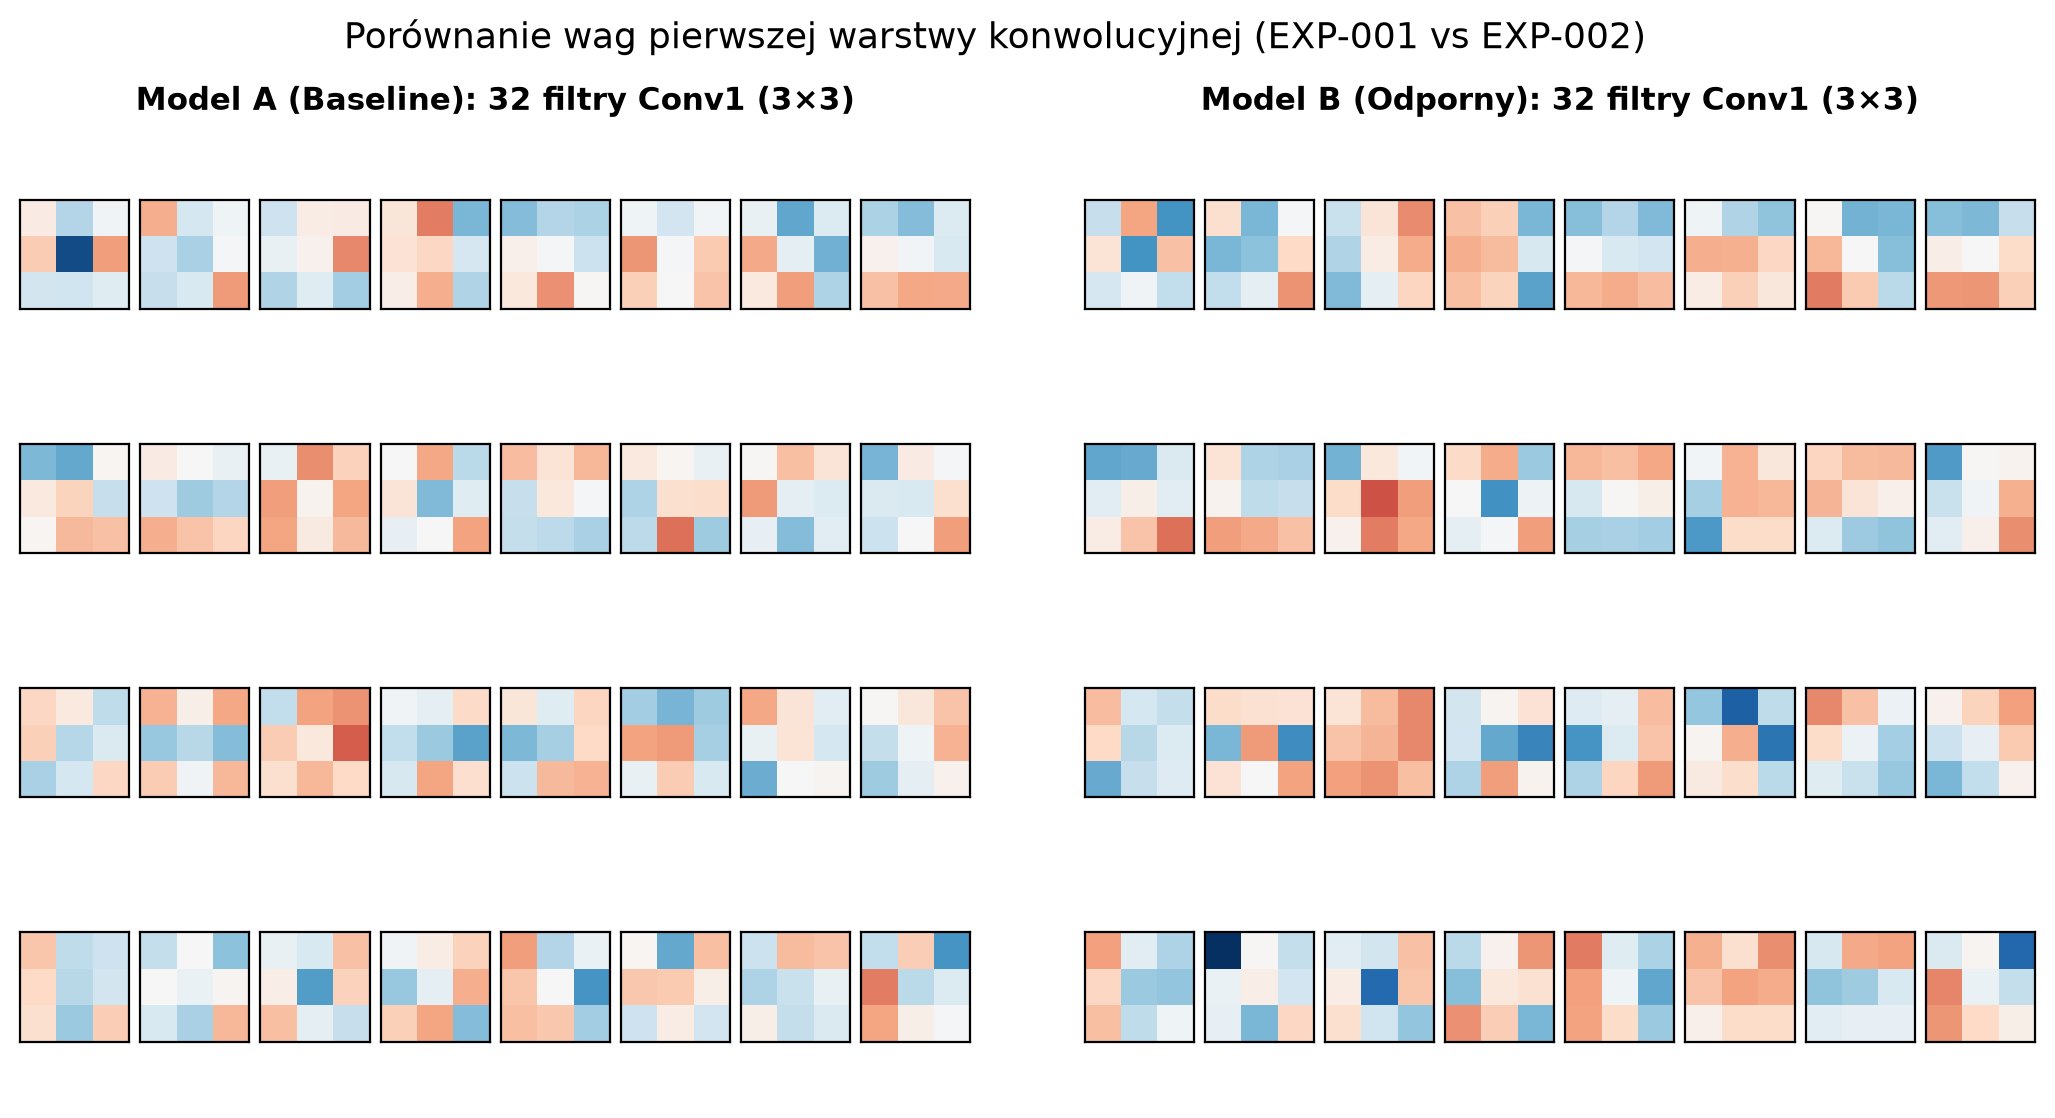 Porównanie wag pierwszej warstwy konwolucyjnej (EXP-001 vs EXP-002)
Model A (Baseline): 32 filtry Conv1 (3×3)
Model B (Odporny): 32 filtry Conv1 (3×3)